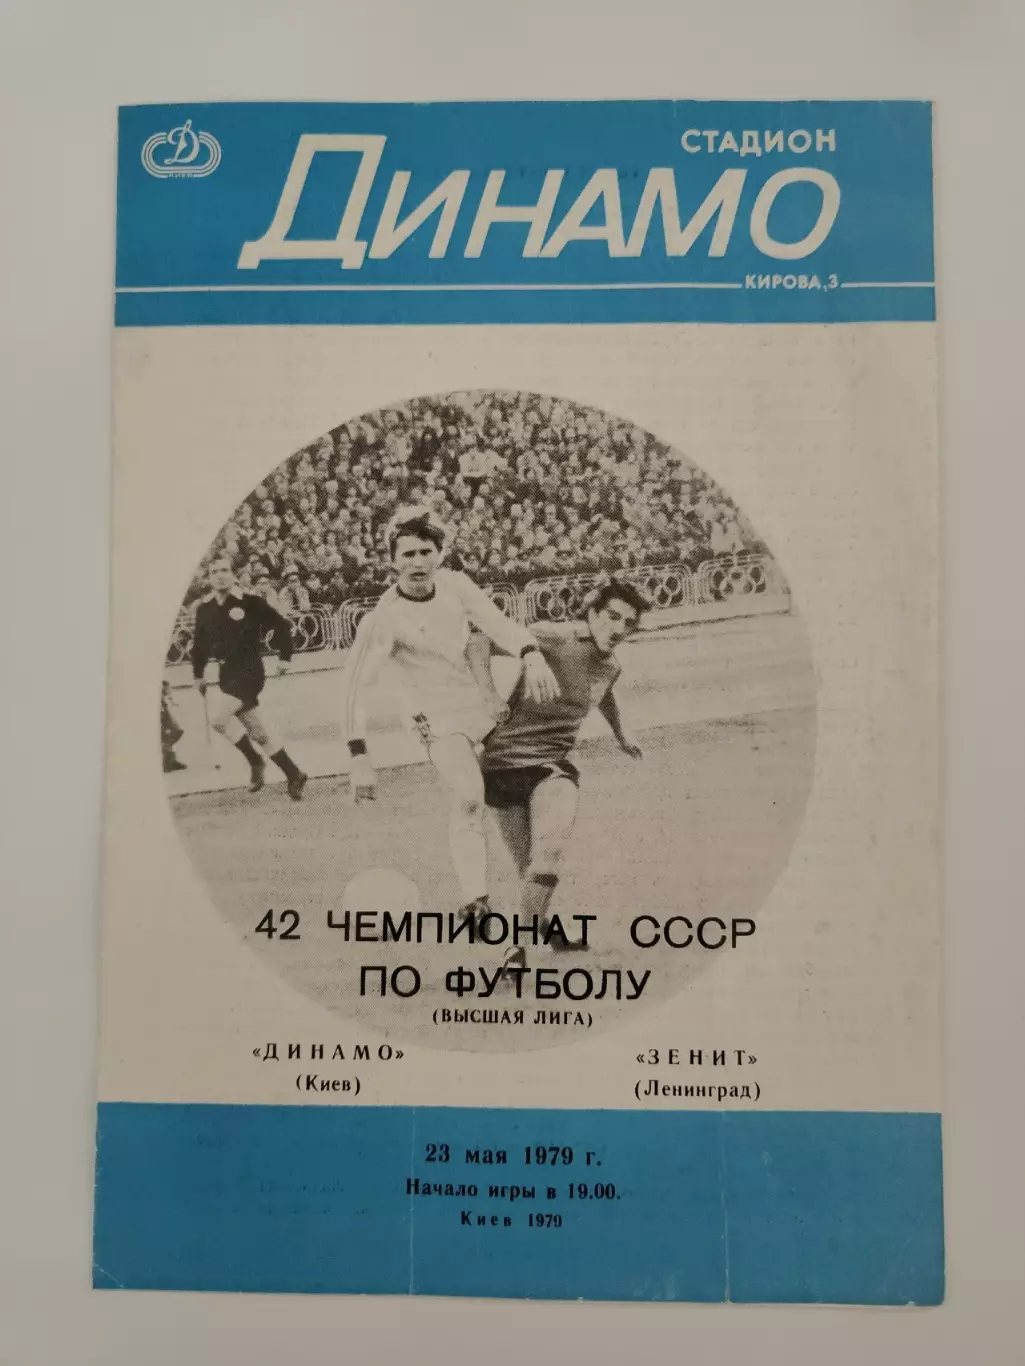 Д
КИЕВ
СТАДИОН
ДИНАМО
КИРОВА, 3
42 ЧЕМПИОНАТ СССР
ПО ФУТБОЛУ
(ВЫСШАЯ ЛИГА)
«ДИНАМО»
(Киев)
«ЗЕНИТ»
(Ленинград)
23 мая 1979 г.
Начало игры в 19.00.
Киев 1979